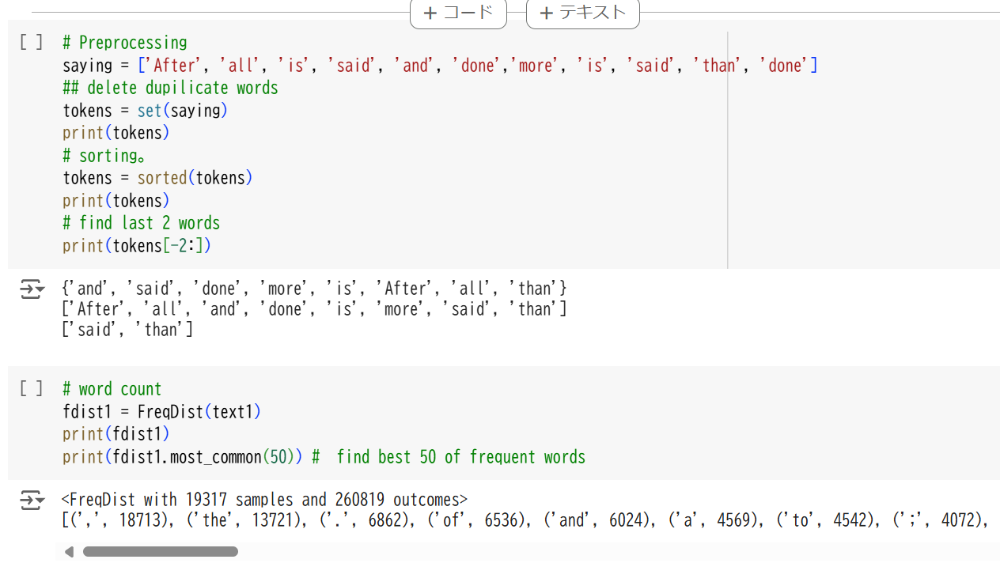 + コード + テキスト
[ ] # Preprocessing
saying = ['After', 'all', 'is', 'said', 'and', 'done','more', 'is', 'said', 'than', 'done']
## delete dupilicate words
tokens = set(saying)
print(tokens)
# sorting。
tokens = sorted(tokens)
print(tokens)
# find last 2 words
print(tokens[-2:])
{'and', 'said', 'done', 'more', 'is', 'After', 'all', 'than'}
['After', 'all', 'and', 'done', 'is', 'more', 'said', 'than']
['said', 'than']
[ ] # word count
fdist1 = FreqDist(text1)
print(fdist1)
print(fdist1.most_common(50)) #  find best 50 of frequent words
<FreqDist with 19317 samples and 260819 outcomes>
[(',', 18713), ('the', 13721), ('.', 6862), ('of', 6536), ('and', 6024), ('a', 4569), ('to', 4542), (';', 4072),